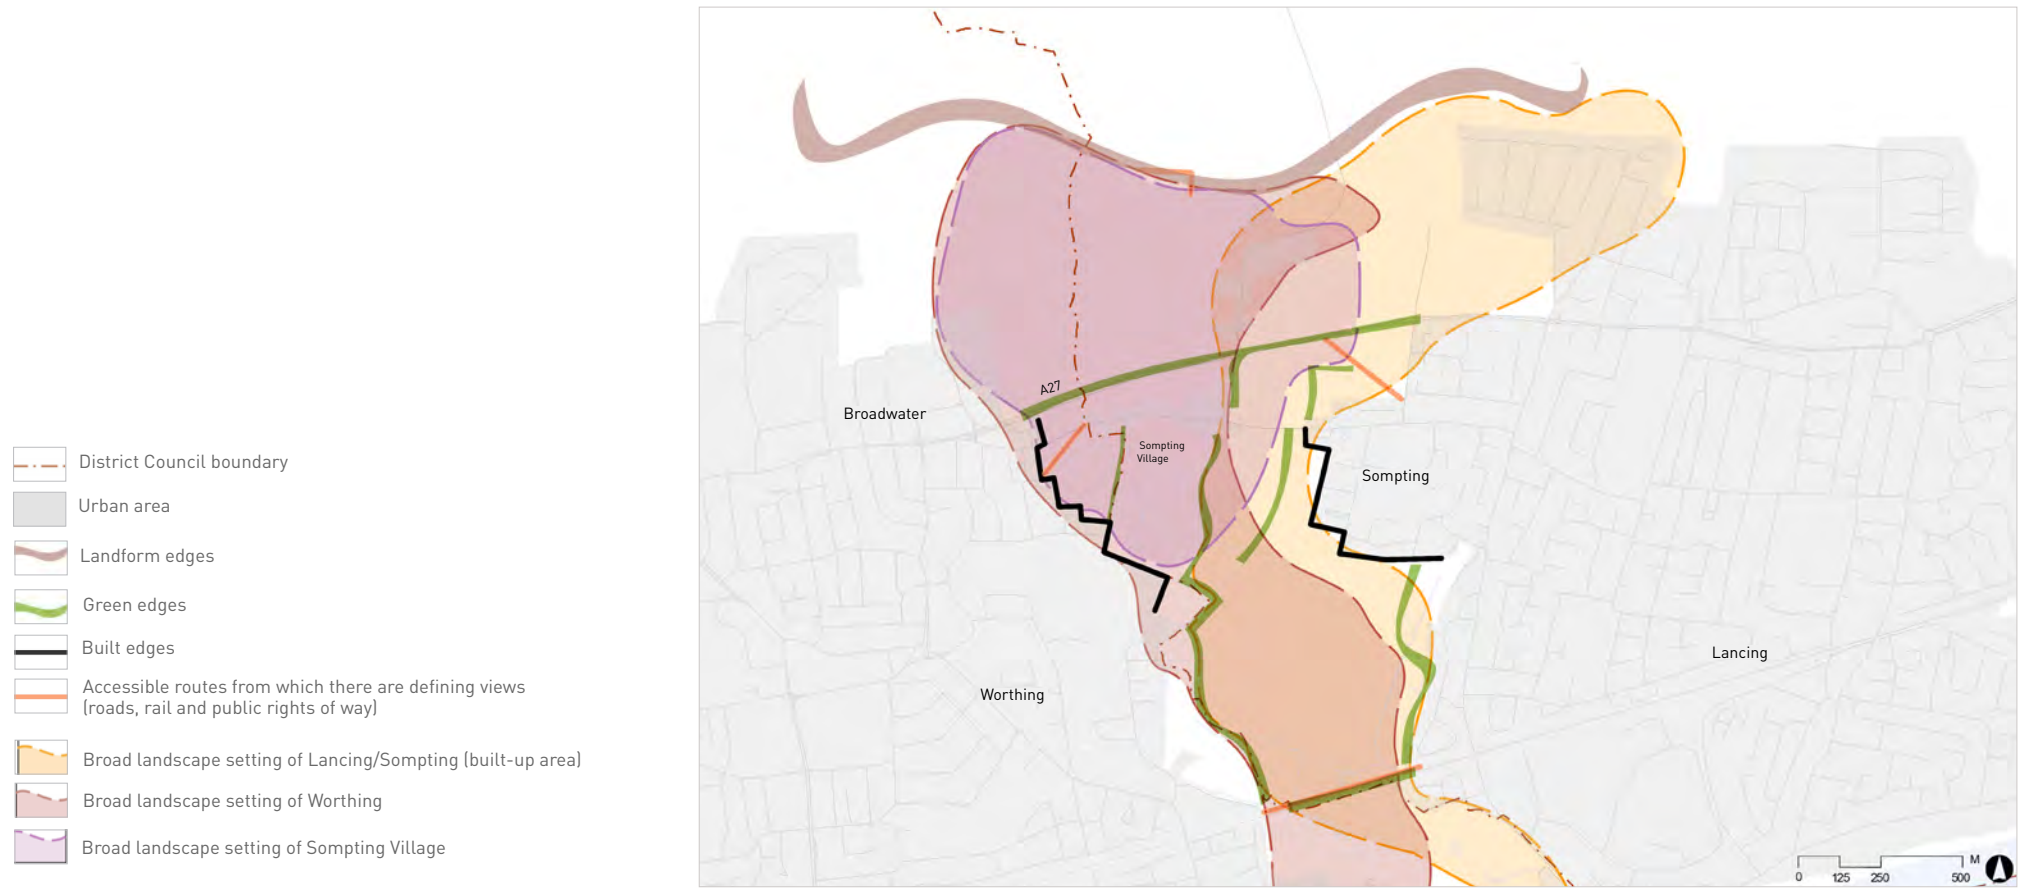 District Council boundary
Urban area
Landform edges
Green edges
Built edges
Accessible routes from which there are defining views
(roads, rail and public rights of way)
Broad landscape setting of Lancing/Sompting (built-up area)
Broad landscape setting of Worthing
Broad landscape setting of Sompting Village
A27
Broadwater
Sompting
Village
Sompting
Worthing
Lancing
M
0 125 250 500